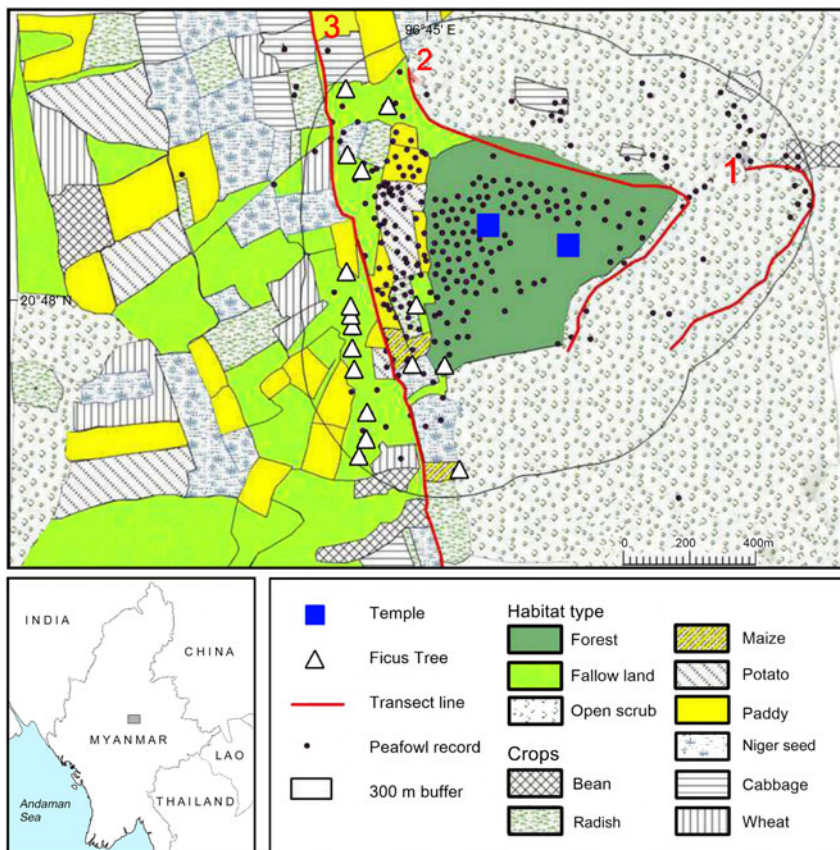 96°45' E
3
2
1
20°48' N
0 200 400m
INDIA
CHINA
MYANMAR
LAO
THAILAND
Andaman
Sea
Temple
Ficus Tree
Transect line
Peafowl record
300 m buffer
Habitat type
Forest
Fallow land
Open scrub
Crops
Bean
Radish
Maize
Potato
Paddy
Niger seed
Cabbage
Wheat